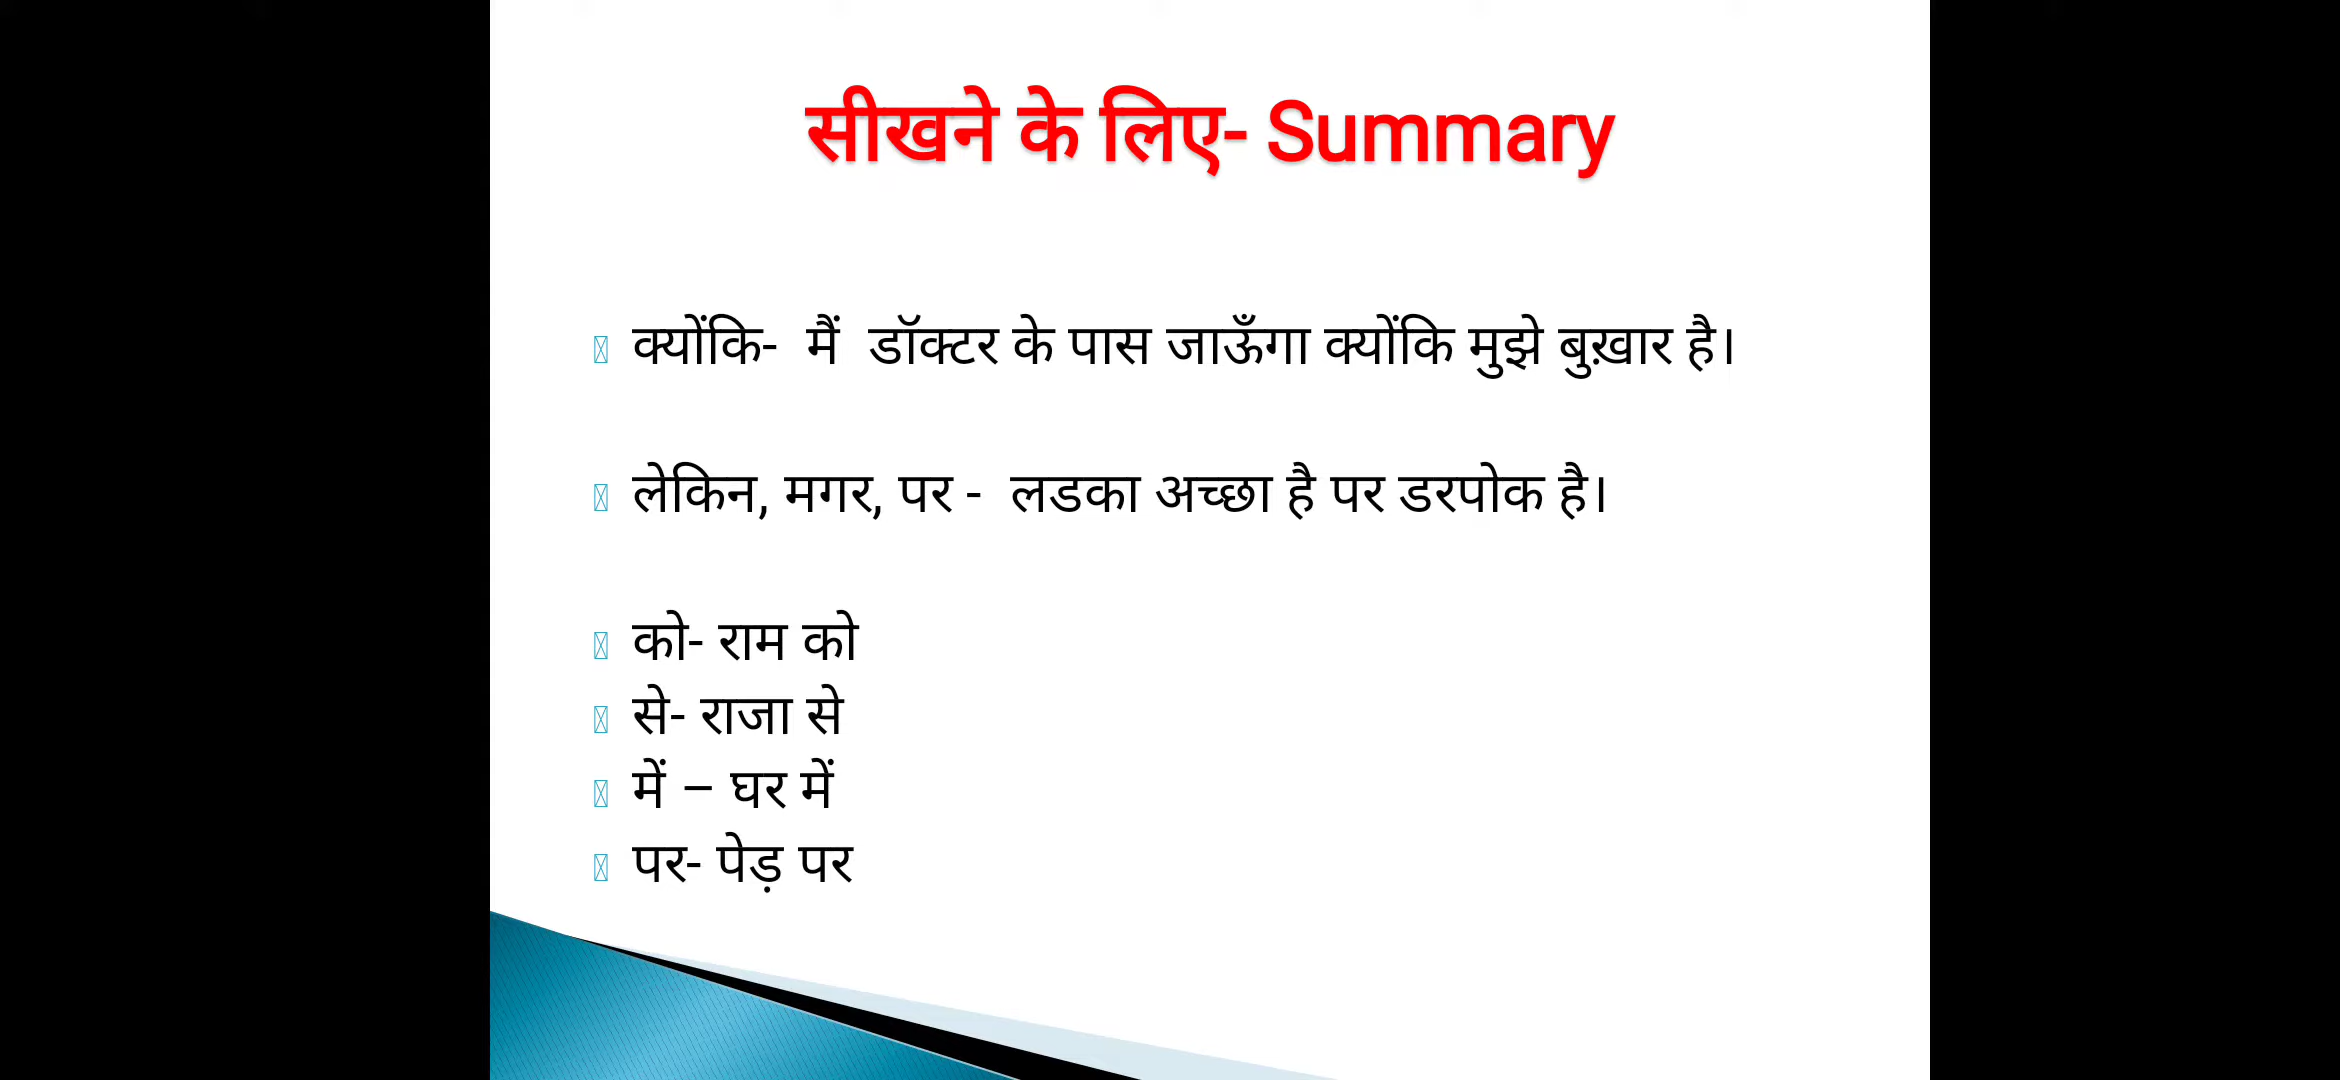 सीखने के लिए- Summary
क्योंकि- मैं डॉक्टर के पास जाऊँगा क्योंकि मुझे बुख़ार है।
लेकिन, मगर, पर - लडका अच्छा है पर डरपोक है।
को- राम को
से- राजा से
में – घर में
पर- पेड़ पर